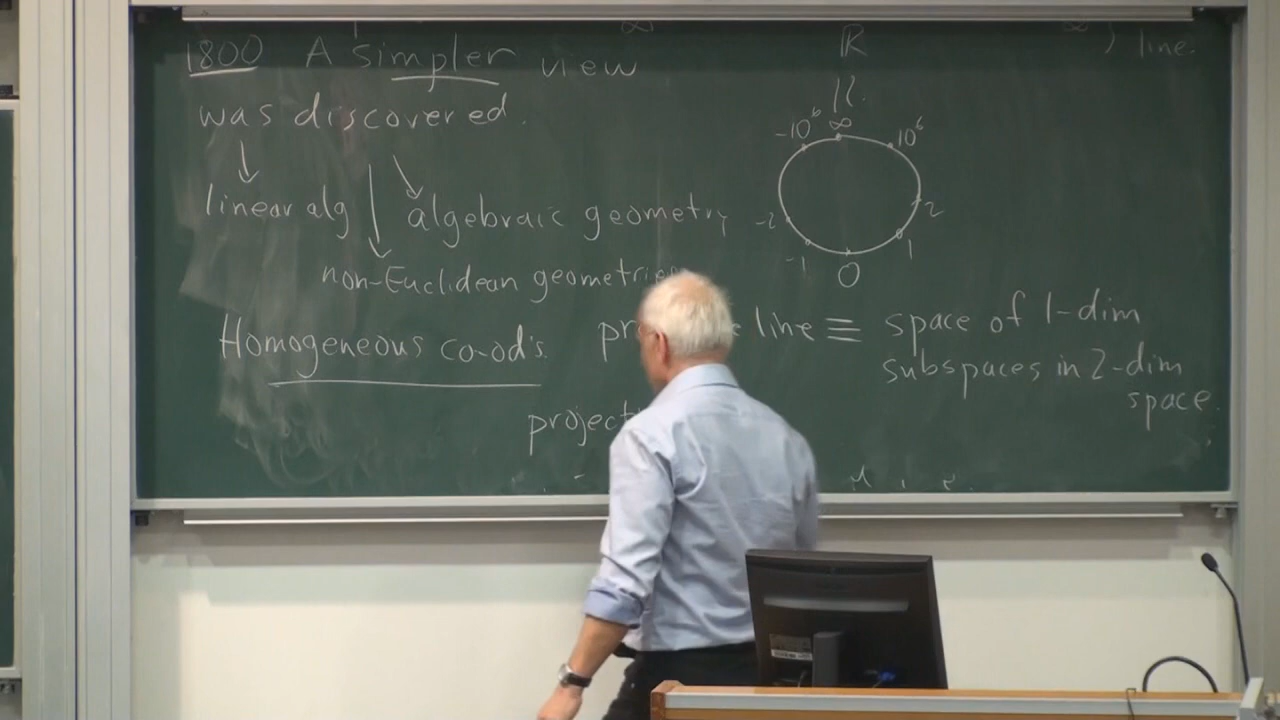 1800 A simpler view
was discovered.
linear alg algebraic geometry
non-Euclidean geometries
Homogeneous co-od's.
∞
R
∞) line.
-10⁶ ∞ 10⁶
-2 2
-1 0 1
line ≡ space of 1-dim
subspaces in 2-dim
space.